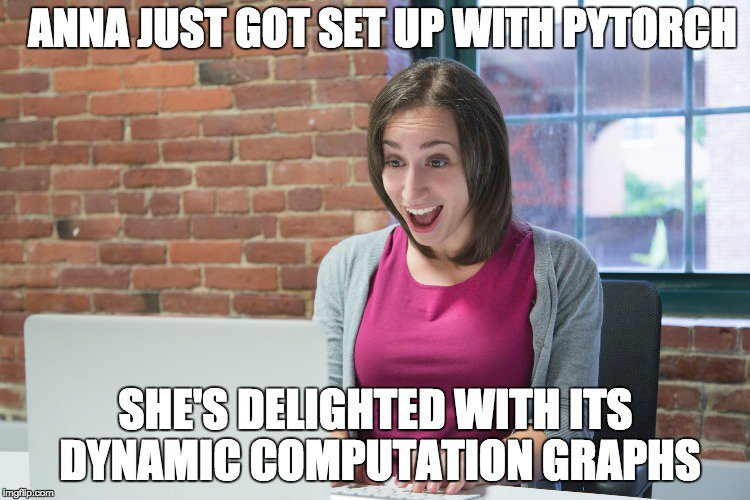 ANNA JUST GOT SET UP WITH PYTORCH
SHE'S DELIGHTED WITH ITS
DYNAMIC COMPUTATION GRAPHS
imgflip.com